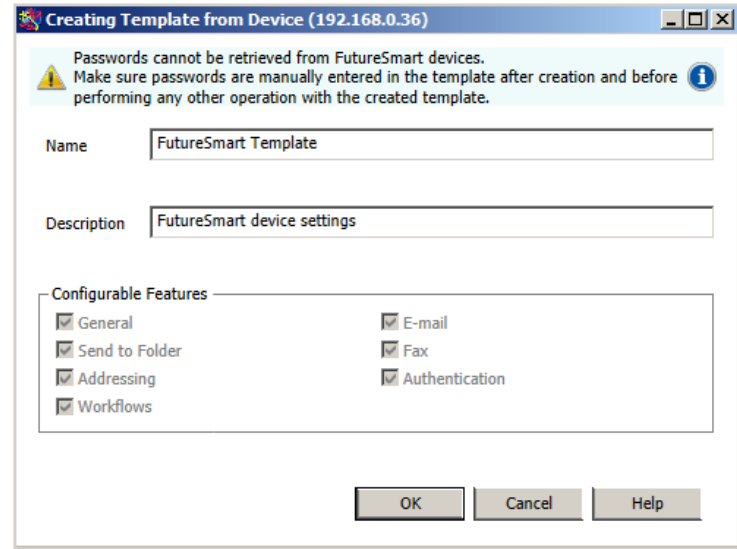 Creating Template from Device (192.168.0.36)
Passwords cannot be retrieved from FutureSmart devices.
Make sure passwords are manually entered in the template after creation and before
performing any other operation with the created template.
Name
FutureSmart Template
Description
FutureSmart device settings
Configurable Features
General
E-mail
Send to Folder
Fax
Addressing
Authentication
Workflows
OK
Cancel
Help